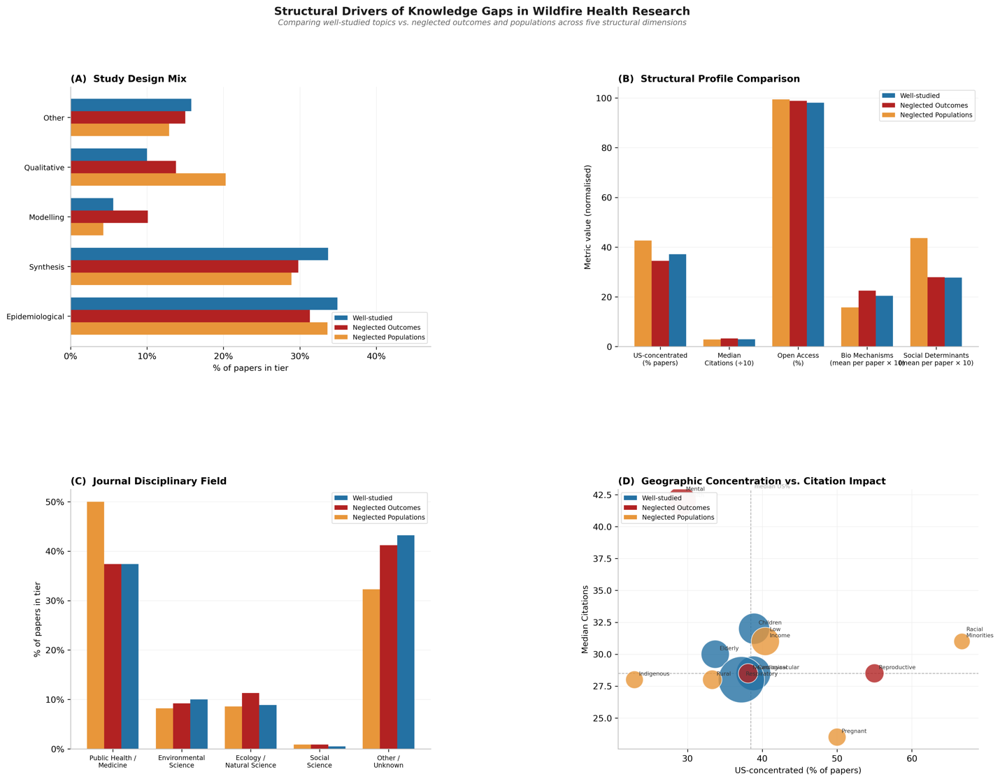 Structural Drivers of Knowledge Gaps in Wildfire Health Research
Comparing well-studied topics vs. neglected outcomes and populations across five structural dimensions
(A)  Study Design Mix
Other
Qualitative
Modelling
Synthesis
Epidemiological
Well-studied
Neglected Outcomes
Neglected Populations
0%
10%
20%
30%
40%
% of papers in tier
(B)  Structural Profile Comparison
Well-studied
Neglected Outcomes
Neglected Populations
Metric value (normalised)
100
80
60
40
20
0
US-concentrated
(% papers)
Median
Citations (÷10)
Open Access
(%)
Bio Mechanisms
(mean per paper × 10)
Social Determinants
(mean per paper × 10)
(C)  Journal Disciplinary Field
Well-studied
Neglected Outcomes
Neglected Populations
% of papers in tier
50%
40%
30%
20%
10%
0%
Public Health /
Medicine
Environmental
Science
Ecology /
Natural Science
Social
Science
Other /
Unknown
(D)  Geographic Concentration vs. Citation Impact
median US%
Mental
Well-studied
Neglected Outcomes
Neglected Populations
Median Citations
42.5
40.0
37.5
35.0
32.5
30.0
27.5
25.0
Children
Low
Income
Racial
Minorities
Elderly
Cardiovascular
Reproductive
Respiratory
Indigenous
Rural
Pregnant
30
40
50
60
US-concentrated (% of papers)